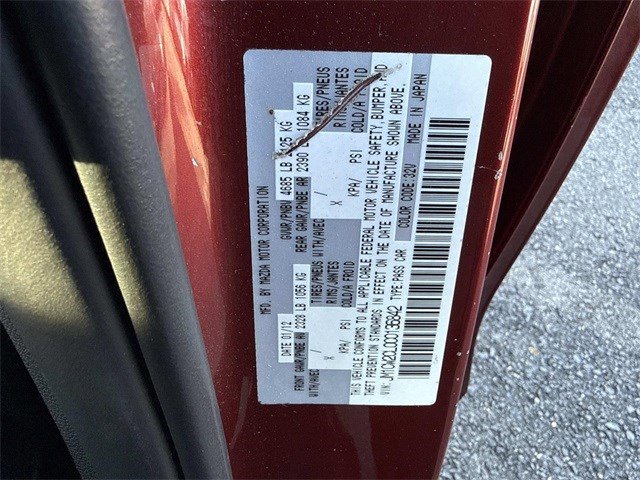 MFD. BY MAZDA MOTOR CORPORATION
DATE 01/12 GVWR/PNBV 4685 LB 2125 KG
FRONT GAWR/PNBE AV 2328 LB 1056 KG REAR GAWR/PNBE AR 2390 1084 KG
WITH/AVEC TIRES/PNEUS WITH/AVEC TIRES/PNEUS
X / RIMS/JANTES X / RIMS/JANTES
KPA/ PSI COLD/A FROID KPA/ PSI COLD/A FROID
THIS VEHICLE CONFORMS TO ALL APPLICABLE FEDERAL MOTOR VEHICLE SAFETY, BUMPER, AND
THEFT PREVENTION STANDARDS IN EFFECT ON THE DATE OF MANUFACTURE SHOWN ABOVE.
VIN: TYPE:PASS CAR COLOR CODE:32V MADE IN JAPAN